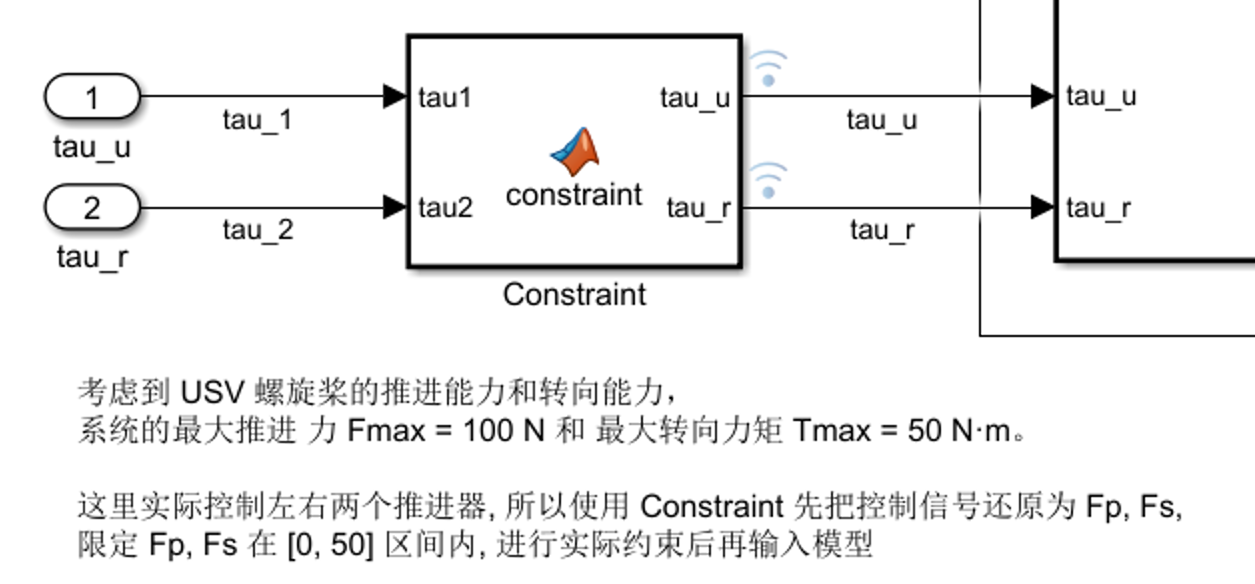 1
tau_u
tau_1
tau1
tau_u
tau_u
tau_u
2
tau_r
tau_2
tau2
constraint
tau_r
tau_r
tau_r
Constraint
考虑到 USV 螺旋桨的推进能力和转向能力，
系统的最大推进 力 Fmax = 100 N 和 最大转向力矩 Tmax = 50 N·m。
这里实际控制左右两个推进器, 所以使用 Constraint 先把控制信号还原为 Fp, Fs,
限定 Fp, Fs 在 [0, 50] 区间内, 进行实际约束后再输入模型